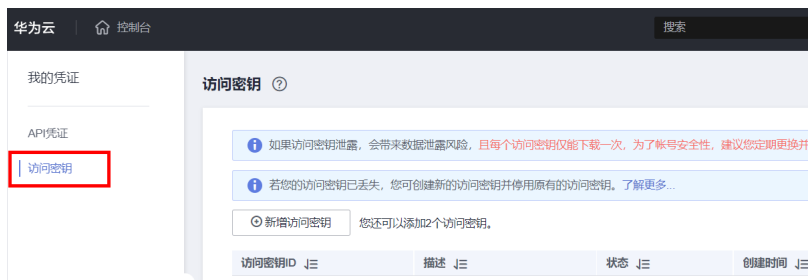 华为云 控制台 搜索
我的凭证
访问密钥
API凭证
如果访问密钥泄露，会带来数据泄露风险，且每个访问密钥仅能下载一次，为了帐号安全性，建议您定期更换并
访问密钥
若您的访问密钥已丢失，您可创建新的访问密钥并停用原有的访问密钥。了解更多...
新增访问密钥 您还可以添加2个访问密钥。
访问密钥ID 描述 状态 创建时间